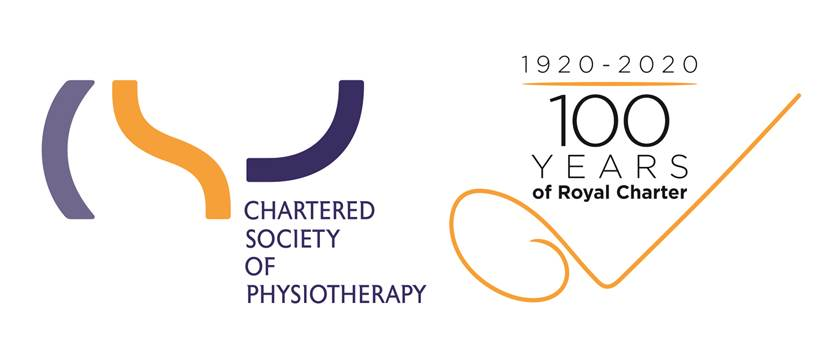 CHARTERED
SOCIETY
OF
PHYSIOTHERAPY
1920-2020
100
YEARS
of Royal Charter